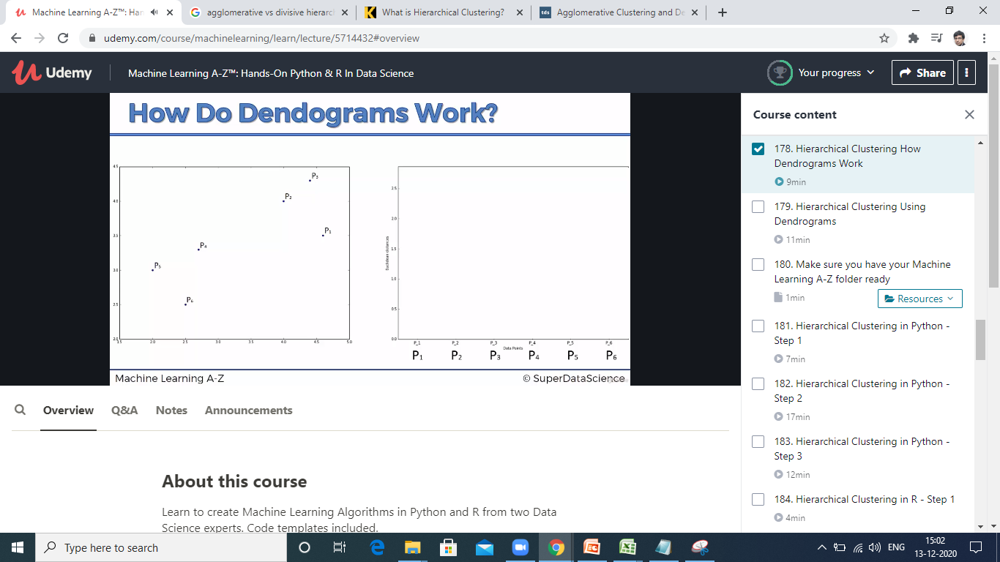 Machine Learning A-Z™: Han
agglomerative vs divisive hierarch
What is Hierarchical Clustering?
Agglomerative Clustering and De
udemy.com/course/machinelearning/learn/lecture/5714432#overview
Udemy
Machine Learning A-Z™: Hands-On Python & R In Data Science
Your progress
Share
How Do Dendograms Work?
4.5
4.0
3.5
3.0
2.5
2.0
1.5
2.0
2.5
3.0
3.5
4.0
4.5
5.0
P3
P2
P1
P4
P5
P6
2.5
2.0
1.5
1.0
0.5
0.0
Euclidean distances
P_1
P_2
P_3
P_4
P_5
P_6
Data Points
P1
P2
P3
P4
P5
P6
Machine Learning A-Z
© SuperDataScience
Course content
178. Hierarchical Clustering How
Dendrograms Work
9min
179. Hierarchical Clustering Using
Dendrograms
11min
180. Make sure you have your Machine
Learning A-Z folder ready
1min
Resources
181. Hierarchical Clustering in Python -
Step 1
7min
182. Hierarchical Clustering in Python -
Step 2
17min
183. Hierarchical Clustering in Python -
Step 3
12min
184. Hierarchical Clustering in R - Step 1
4min
Overview
Q&A
Notes
Announcements
About this course
Learn to create Machine Learning Algorithms in Python and R from two Data
Science experts. Code templates included.
Type here to search
ENG
15:02
13-12-2020